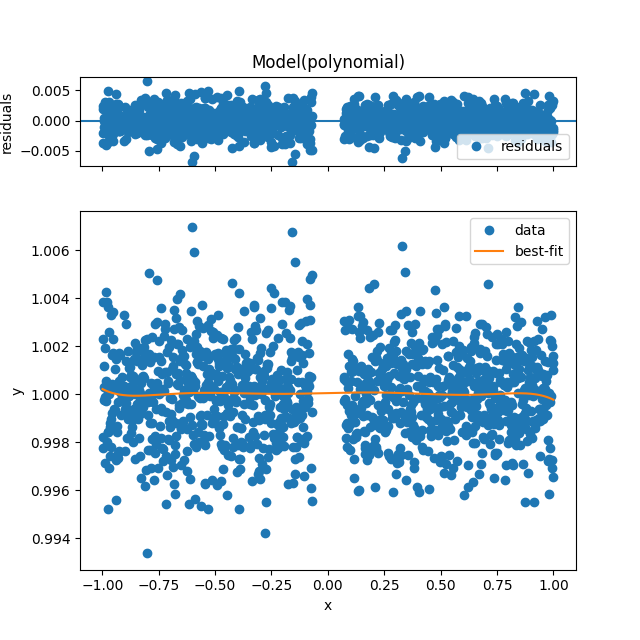 Model(polynomial)
0.005
0.000
−0.005
residuals
residuals
1.006
1.004
1.002
1.000
0.998
0.996
0.994
y
data
best-fit
−1.00 −0.75 −0.50 −0.25 0.00 0.25 0.50 0.75 1.00
x